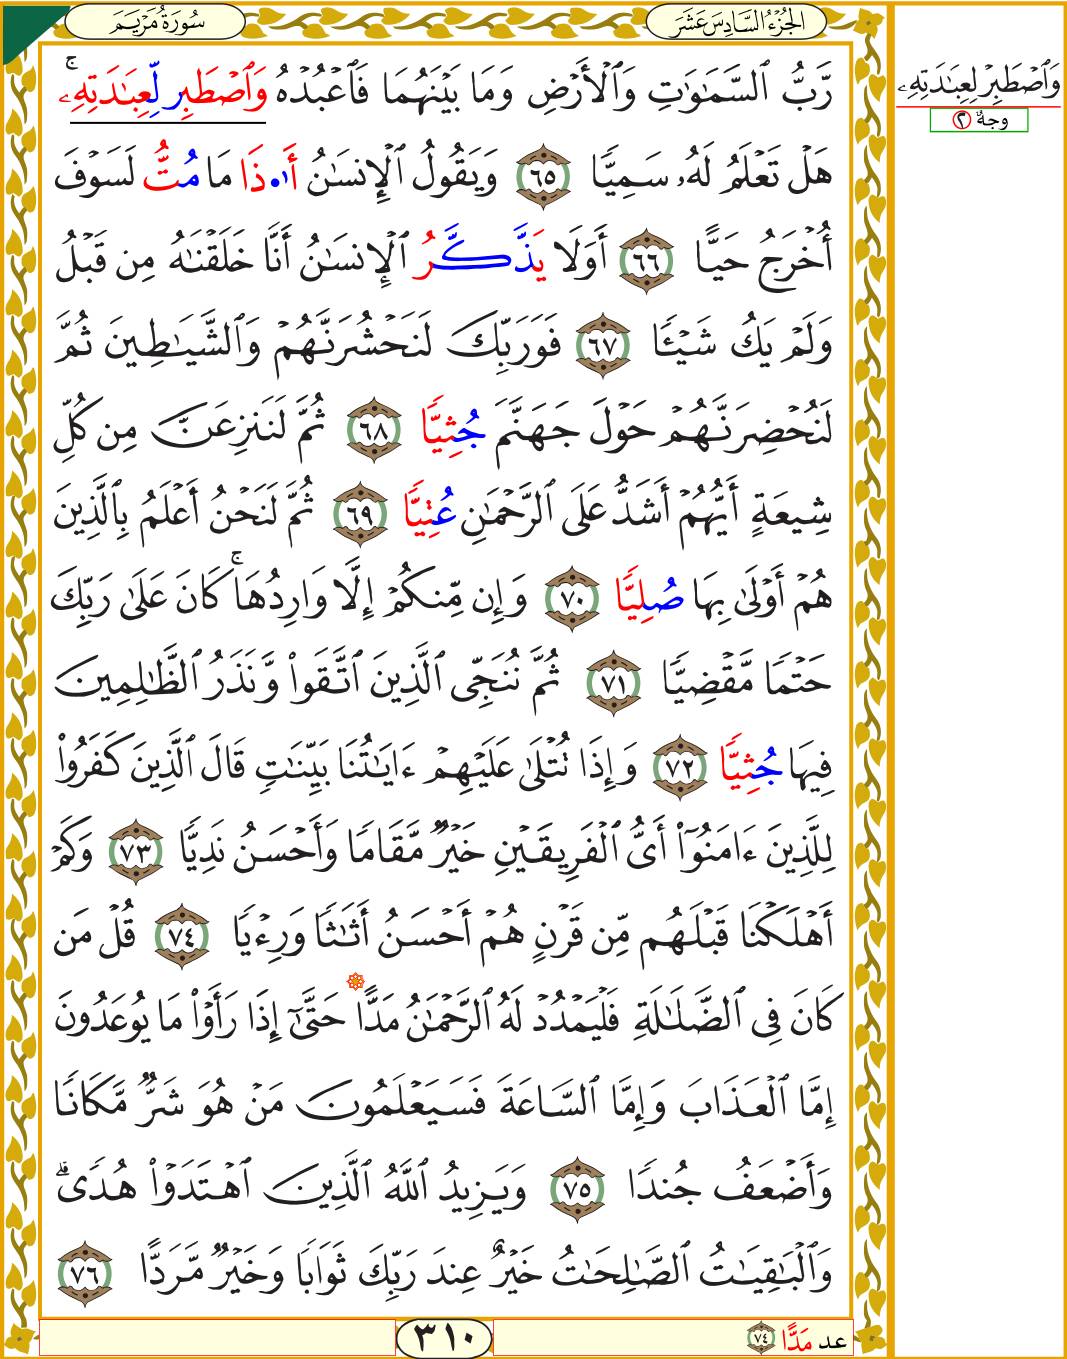 سُورَةُ مَرْيَم
الجُزْءُ السَّادِسَ عَشَرَ
رَّبُّ ٱلسَّمَٰوَٰتِ وَٱلْأَرْضِ وَمَا بَيْنَهُمَا فَٱعْبُدْهُ وَٱصْطَبِر لِّعِبَٰدَتِهِۦۚ
هَلْ تَعْلَمُ لَهُۥ سَمِيًّا ٦٥ وَيَقُولُ ٱلْإِنسَٰنُ أَا۟ذَا مَا مُتُّ لَسَوْفَ
أُخْرَجُ حَيًّا ٦٦ أَوَلَا يَذَّكَّرُ ٱلْإِنسَٰنُ أَنَّا خَلَقْنَٰهُ مِن قَبْلُ
وَلَمْ يَكُ شَيْـًٔا ٦٧ فَوَرَبِّكَ لَنَحْشُرَنَّهُمْ وَٱلشَّيَٰطِينَ ثُمَّ
لَنُحْضِرَنَّهُمْ حَوْلَ جَهَنَّمَ جُثِيًّا ٦٨ ثُمَّ لَنَنزِعَنَّ مِن كُلِّ
شِيعَةٍ أَيُّهُمْ أَشَدُّ عَلَى ٱلرَّحْمَٰنِ عُتِيًّا ٦٩ ثُمَّ لَنَحْنُ أَعْلَمُ بِٱلَّذِينَ
هُمْ أَوْلَىٰ بِهَا صُلِيًّا ٧٠ وَإِن مِّنكُمْ إِلَّا وَارِدُهَاۚ كَانَ عَلَىٰ رَبِّكَ
حَتْمًا مَّقْضِيًّا ٧١ ثُمَّ نُنَجِّى ٱلَّذِينَ ٱتَّقَوا۟ وَّنَذَرُ ٱلظَّٰلِمِينَ
فِيهَا جُثِيًّا ٧٢ وَإِذَا تُتْلَىٰ عَلَيْهِمْ ءَايَٰتُنَا بَيِّنَٰتٍ قَالَ ٱلَّذِينَ كَفَرُوا۟
لِلَّذِينَ ءَامَنُوٓا۟ أَىُّ ٱلْفَرِيقَيْنِ خَيْرٌ مَّقَامًا وَأَحْسَنُ نَدِيًّا ٧٣ وَكَمْ
أَهْلَكْنَا قَبْلَهُم مِّن قَرْنٍ هُمْ أَحْسَنُ أَثَٰثًا وَرِءْيًا ٧٤ قُلْ مَن
كَانَ فِى ٱلضَّلَٰلَةِ فَلْيَمْدُدْ لَهُ ٱلرَّحْمَٰنُ مَدًّا حَتَّىٰٓ إِذَا رَأَوْا۟ مَا يُوعَدُونَ
إِمَّا ٱلْعَذَابَ وَإِمَّا ٱلسَّاعَةَ فَسَيَعْلَمُونَ مَنْ هُوَ شَرٌّ مَّكَانًا
وَأَضْعَفُ جُندًا ٧٥ وَيَزِيدُ ٱللَّهُ ٱلَّذِينَ ٱهْتَدَوْا۟ هُدًىۗ
وَٱلْبَٰقِيَٰتُ ٱلصَّٰلِحَٰتُ خَيْرٌ عِندَ رَبِّكَ ثَوَابًا وَخَيْرٌ مَّرَدًّا ٧٦
وَٱصْطَبِرْ لِعِبَٰدَتِهِۦ
وجهٌ ٢
٣١٠
عد مَدًّا ٧٤